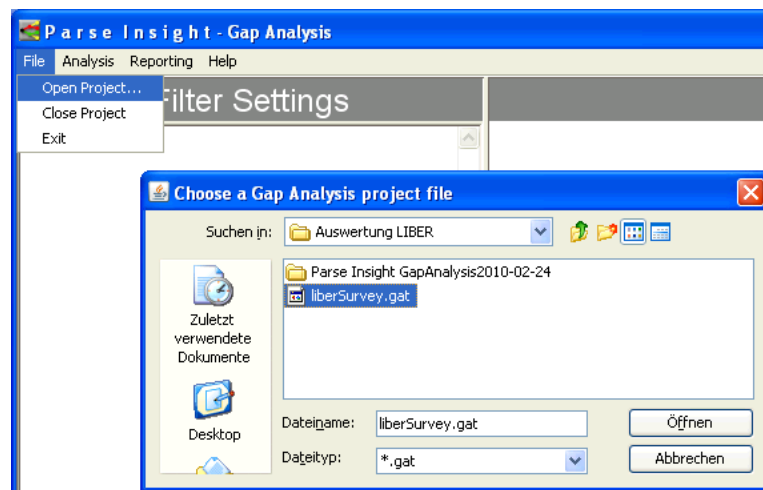 Parse Insight - Gap Analysis
File Analysis Reporting Help
Open Project...
Close Project
Exit
Filter Settings
Choose a Gap Analysis project file
Suchen in:
Auswertung LIBER
Parse Insight GapAnalysis2010-02-24
liberSurvey.gat
Zuletzt
verwendete
Dokumente
Desktop
Dateiname:
liberSurvey.gat
Öffnen
Dateityp:
*.gat
Abbrechen